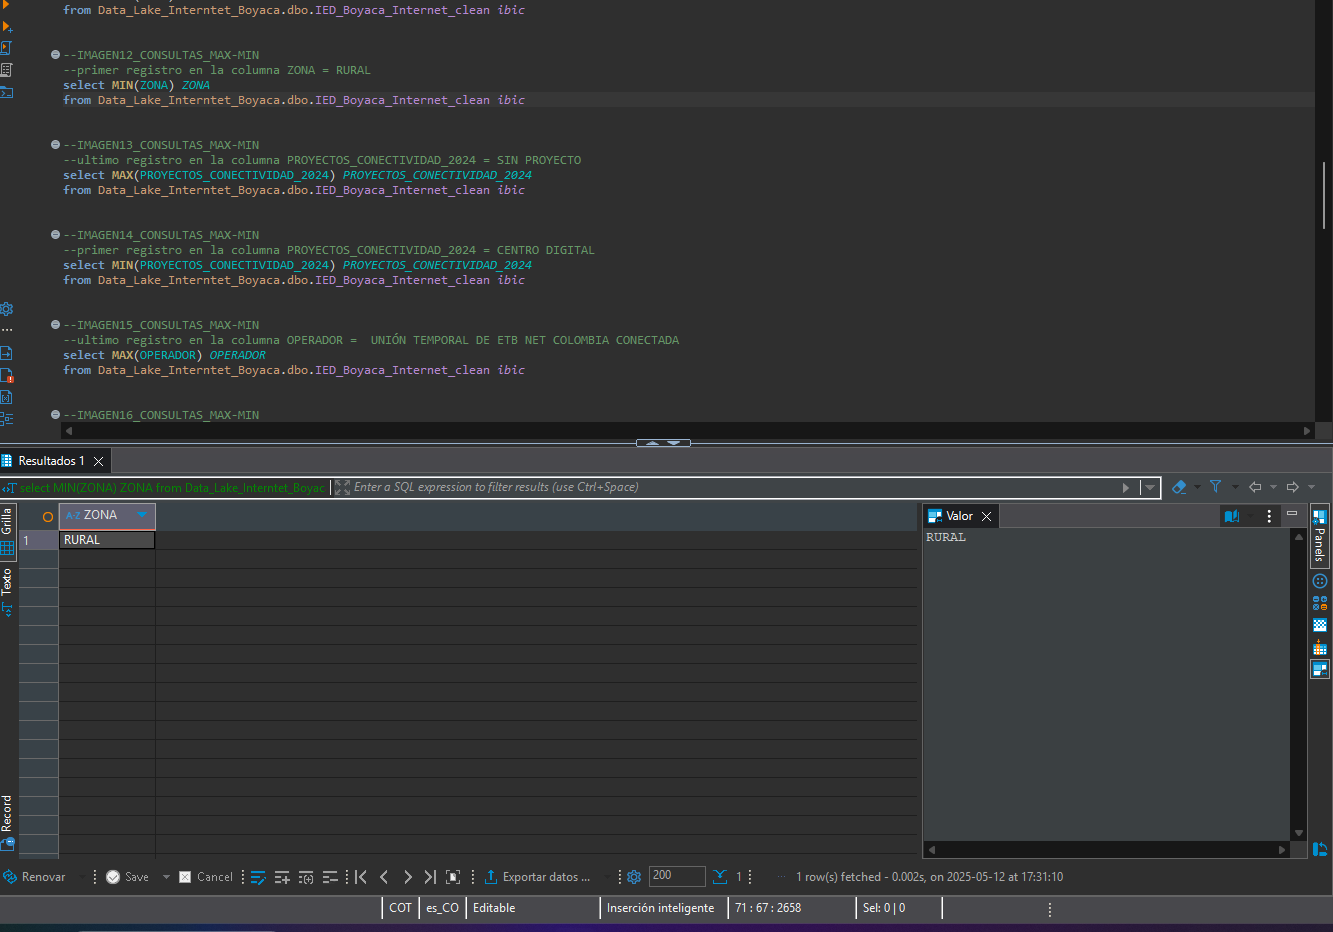 from Data_Lake_Interntet_Boyaca.dbo.IED_Boyaca_Internet_clean ibic
--IMAGEN12_CONSULTAS_MAX-MIN
--primer registro en la columna ZONA = RURAL
select MIN(ZONA) ZONA
from Data_Lake_Interntet_Boyaca.dbo.IED_Boyaca_Internet_clean ibic
--IMAGEN13_CONSULTAS_MAX-MIN
--ultimo registro en la columna PROYECTOS_CONECTIVIDAD_2024 = SIN PROYECTO
select MAX(PROYECTOS_CONECTIVIDAD_2024) PROYECTOS_CONECTIVIDAD_2024
from Data_Lake_Interntet_Boyaca.dbo.IED_Boyaca_Internet_clean ibic
--IMAGEN14_CONSULTAS_MAX-MIN
--primer registro en la columna PROYECTOS_CONECTIVIDAD_2024 = CENTRO DIGITAL
select MIN(PROYECTOS_CONECTIVIDAD_2024) PROYECTOS_CONECTIVIDAD_2024
from Data_Lake_Interntet_Boyaca.dbo.IED_Boyaca_Internet_clean ibic
--IMAGEN15_CONSULTAS_MAX-MIN
--ultimo registro en la columna OPERADOR =  UNIÓN TEMPORAL DE ETB NET COLOMBIA CONECTADA
select MAX(OPERADOR) OPERADOR
from Data_Lake_Interntet_Boyaca.dbo.IED_Boyaca_Internet_clean ibic
--IMAGEN16_CONSULTAS_MAX-MIN
Resultados 1
select MIN(ZONA) ZONA from Data_Lake_Interntet_Boyac
Enter a SQL expression to filter results (use Ctrl+Space)
Grilla
Texto
Record
A-Z ZONA
1 RURAL
Valor
RURAL
Panels
Renovar
Save
Cancel
Exportar datos ...
200
1
1 row(s) fetched - 0.002s, on 2025-05-12 at 17:31:10
COT
es_CO
Editable
Inserción inteligente
71 : 67 : 2658
Sel: 0 | 0